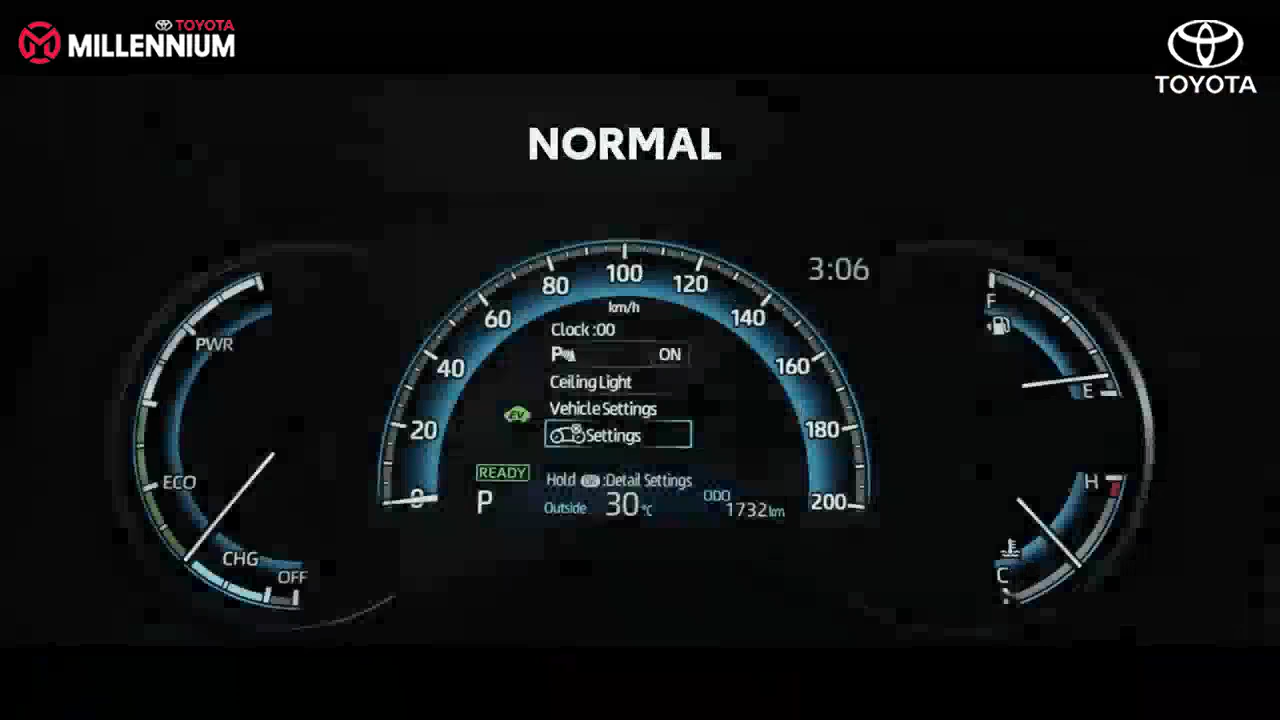 TOYOTA
MILLENNIUM
TOYOTA
NORMAL
3:06
80 100 120
km/h
60 140
40 160
20 180
0 200
Clock :00
P ON
Ceiling Light
Vehicle Settings
Settings
EV
READY
Hold :Detail Settings
P
Outside 30°C
ODO
1732 km
PWR
ECO
CHG
OFF
F
E
H
C